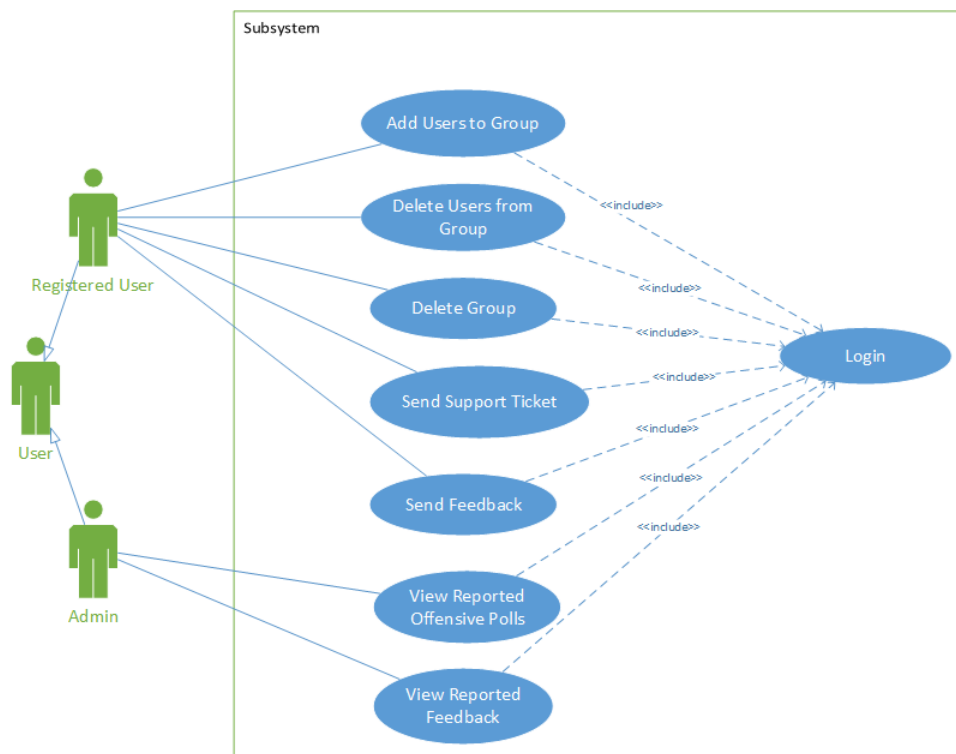 Subsystem
Add Users to Group
<<include>>
Delete Users from
Group
Registered User
<<include>>
Delete Group
<<include>>
Login
<<include>>
Send Support Ticket
User
<<include>>
<<include>>
Send Feedback
<<include>>
Admin
View Reported
Offensive Polls
View Reported
Feedback